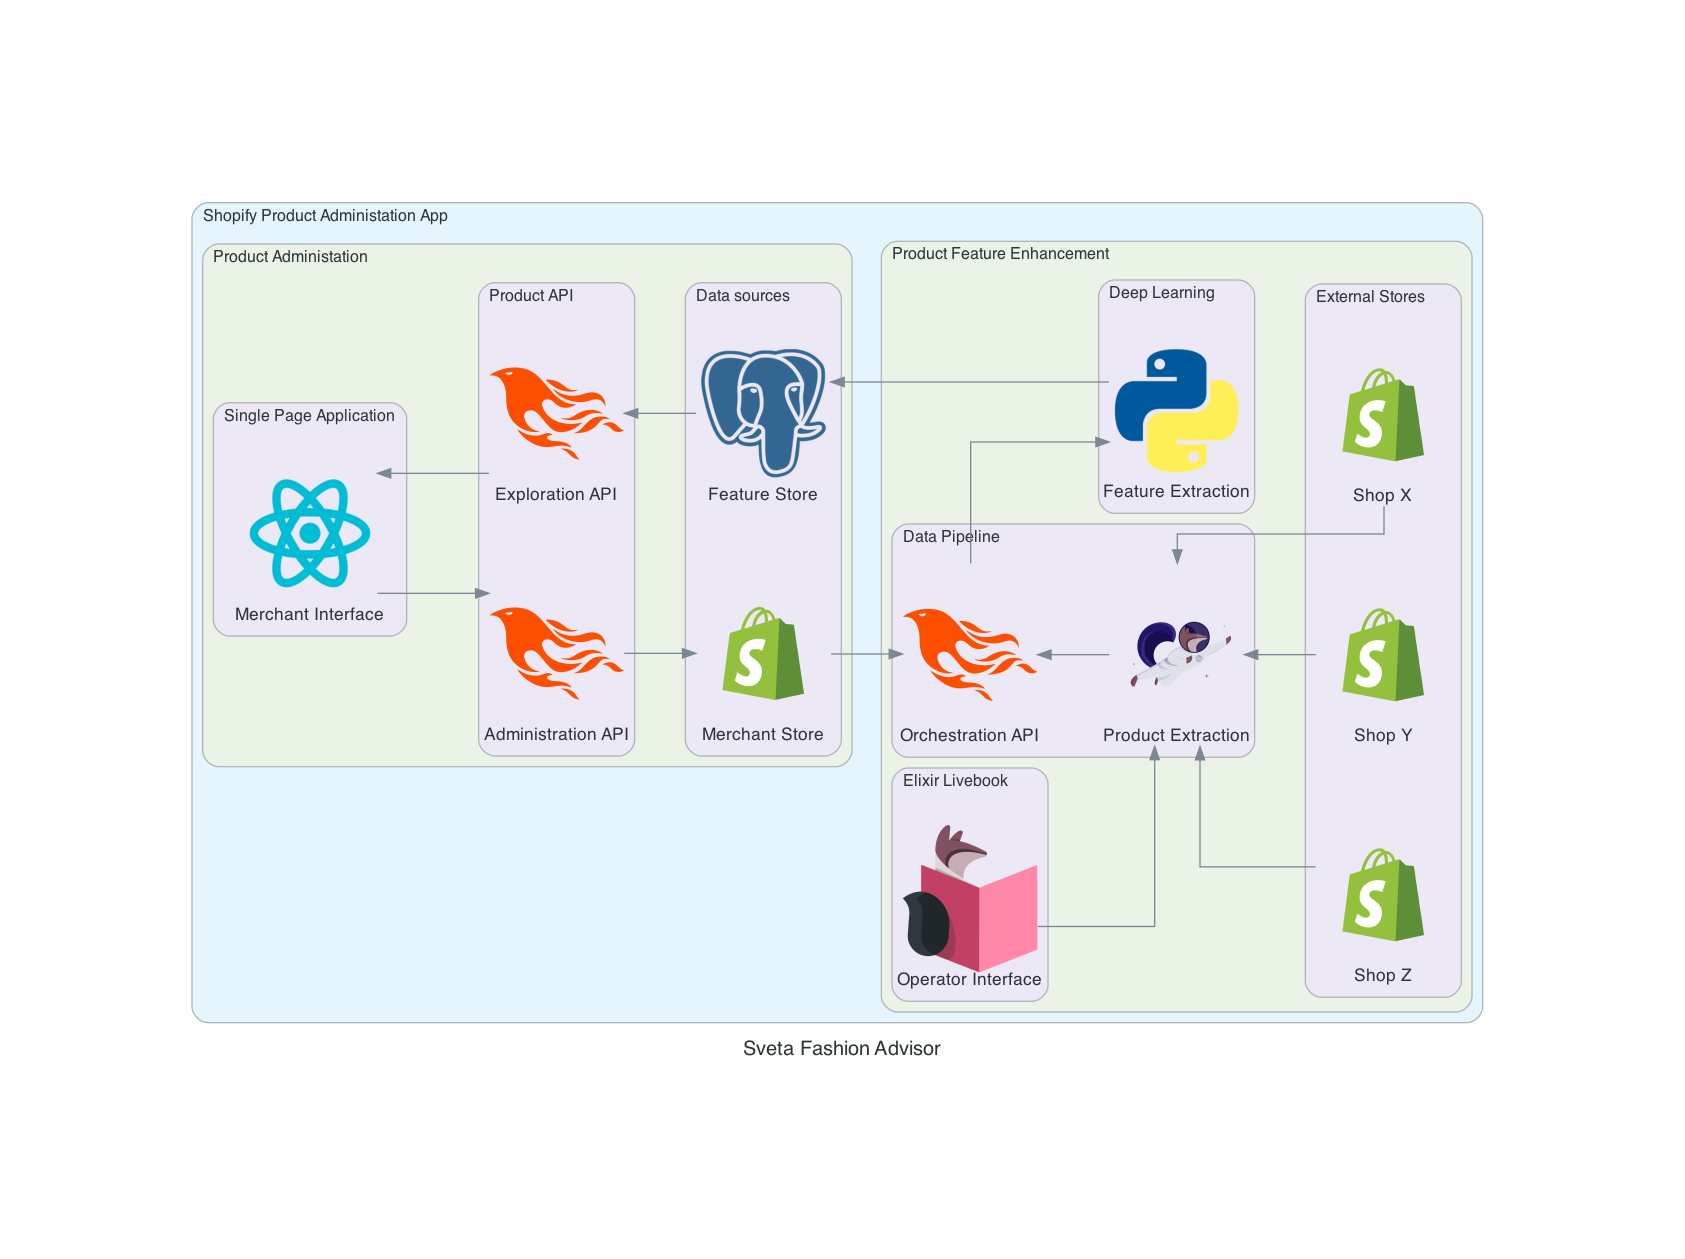 Shopify Product Administation App
Product Administation
Product API
Data sources
Single Page Application
Exploration API
Feature Store
Merchant Interface
Administration API
Merchant Store
Product Feature Enhancement
Deep Learning
External Stores
Feature Extraction
Shop X
Data Pipeline
Orchestration API
Product Extraction
Shop Y
Elixir Livebook
Operator Interface
Shop Z
Sveta Fashion Advisor